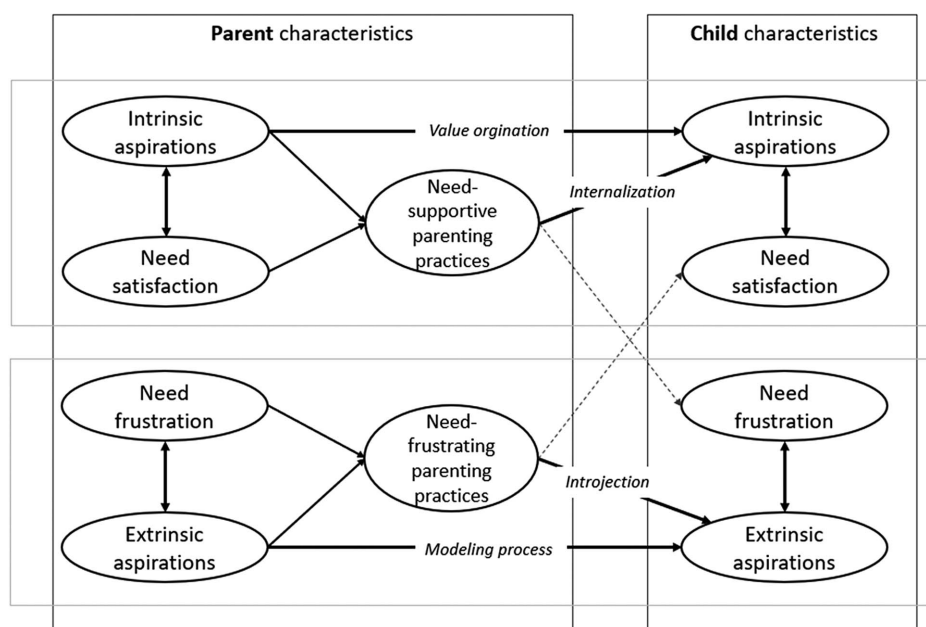 Parent characteristics
Child characteristics
Intrinsic
aspirations
Value orgination
Intrinsic
aspirations
Need-
supportive
parenting
practices
Internalization
Need
satisfaction
Need
satisfaction
Need
frustration
Need
frustration
Need-
frustrating
parenting
practices
Introjection
Extrinsic
aspirations
Modeling process
Extrinsic
aspirations